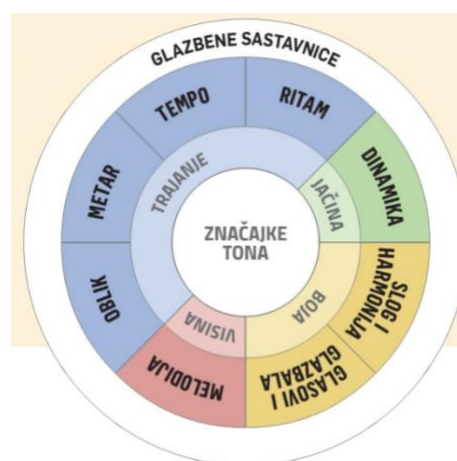 GLAZBENE SASTAVNICE
TEMPO
RITAM
METAR
TRAJANJE
JAČINA
DINAMIKA
ZNAČAJKE
TONA
OBLIK
VISINA
BOJA
SLOG I
HARMONIJA
MELODIJA
GLASOVI I
GLAZBALA